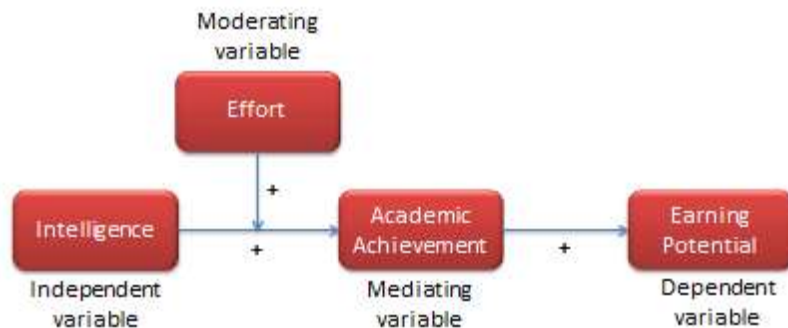 Moderating
variable
Effort
+
Intelligence
+
Academic
Achievement
+
Earning
Potential
Independent
variable
Mediating
variable
Dependent
variable